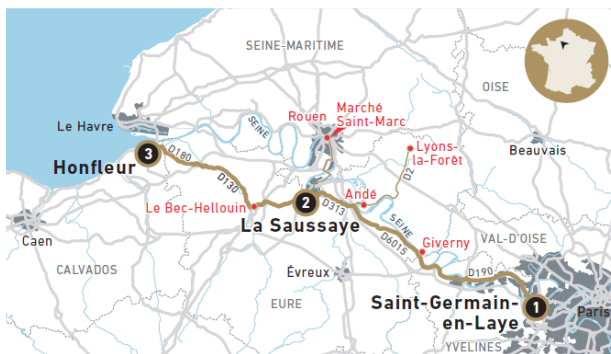 SEINE-MARITIME
OISE
Le Havre
SEINE
Rouen
Marché
Saint-Marc
Lyons-
la-Forêt
Beauvais
3
Honfleur
D180
D130
D2
Le Bec-Hellouin
2
La Saussaye
D313
Andé
SEINE
Giverny
D6015
VAL-D'OISE
Caen
CALVADOS
Évreux
EURE
D190
Saint-Germain-
en-Laye
1
Paris
YVELINES